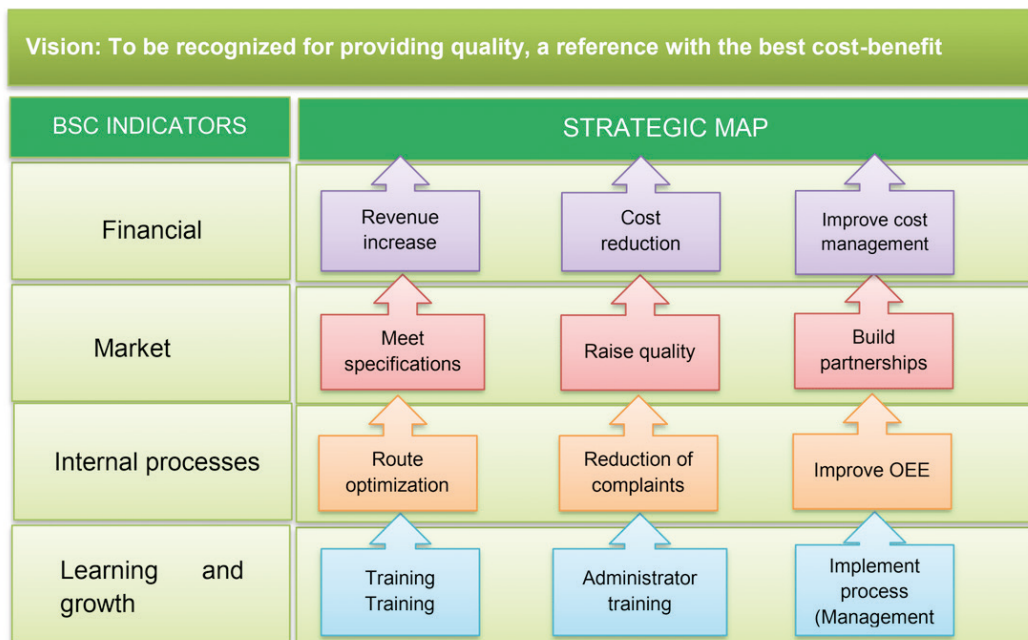 Vision: To be recognized for providing quality, a reference with the best cost-benefit
BSC INDICATORS
STRATEGIC MAP
Financial
Revenue
increase
Cost
reduction
Improve cost
management
Market
Meet
specifications
Raise quality
Build
partnerships
Internal processes
Route
optimization
Reduction of
complaints
Improve OEE
Learning and
growth
Training
Training
Administrator
training
Implement
process
(Management